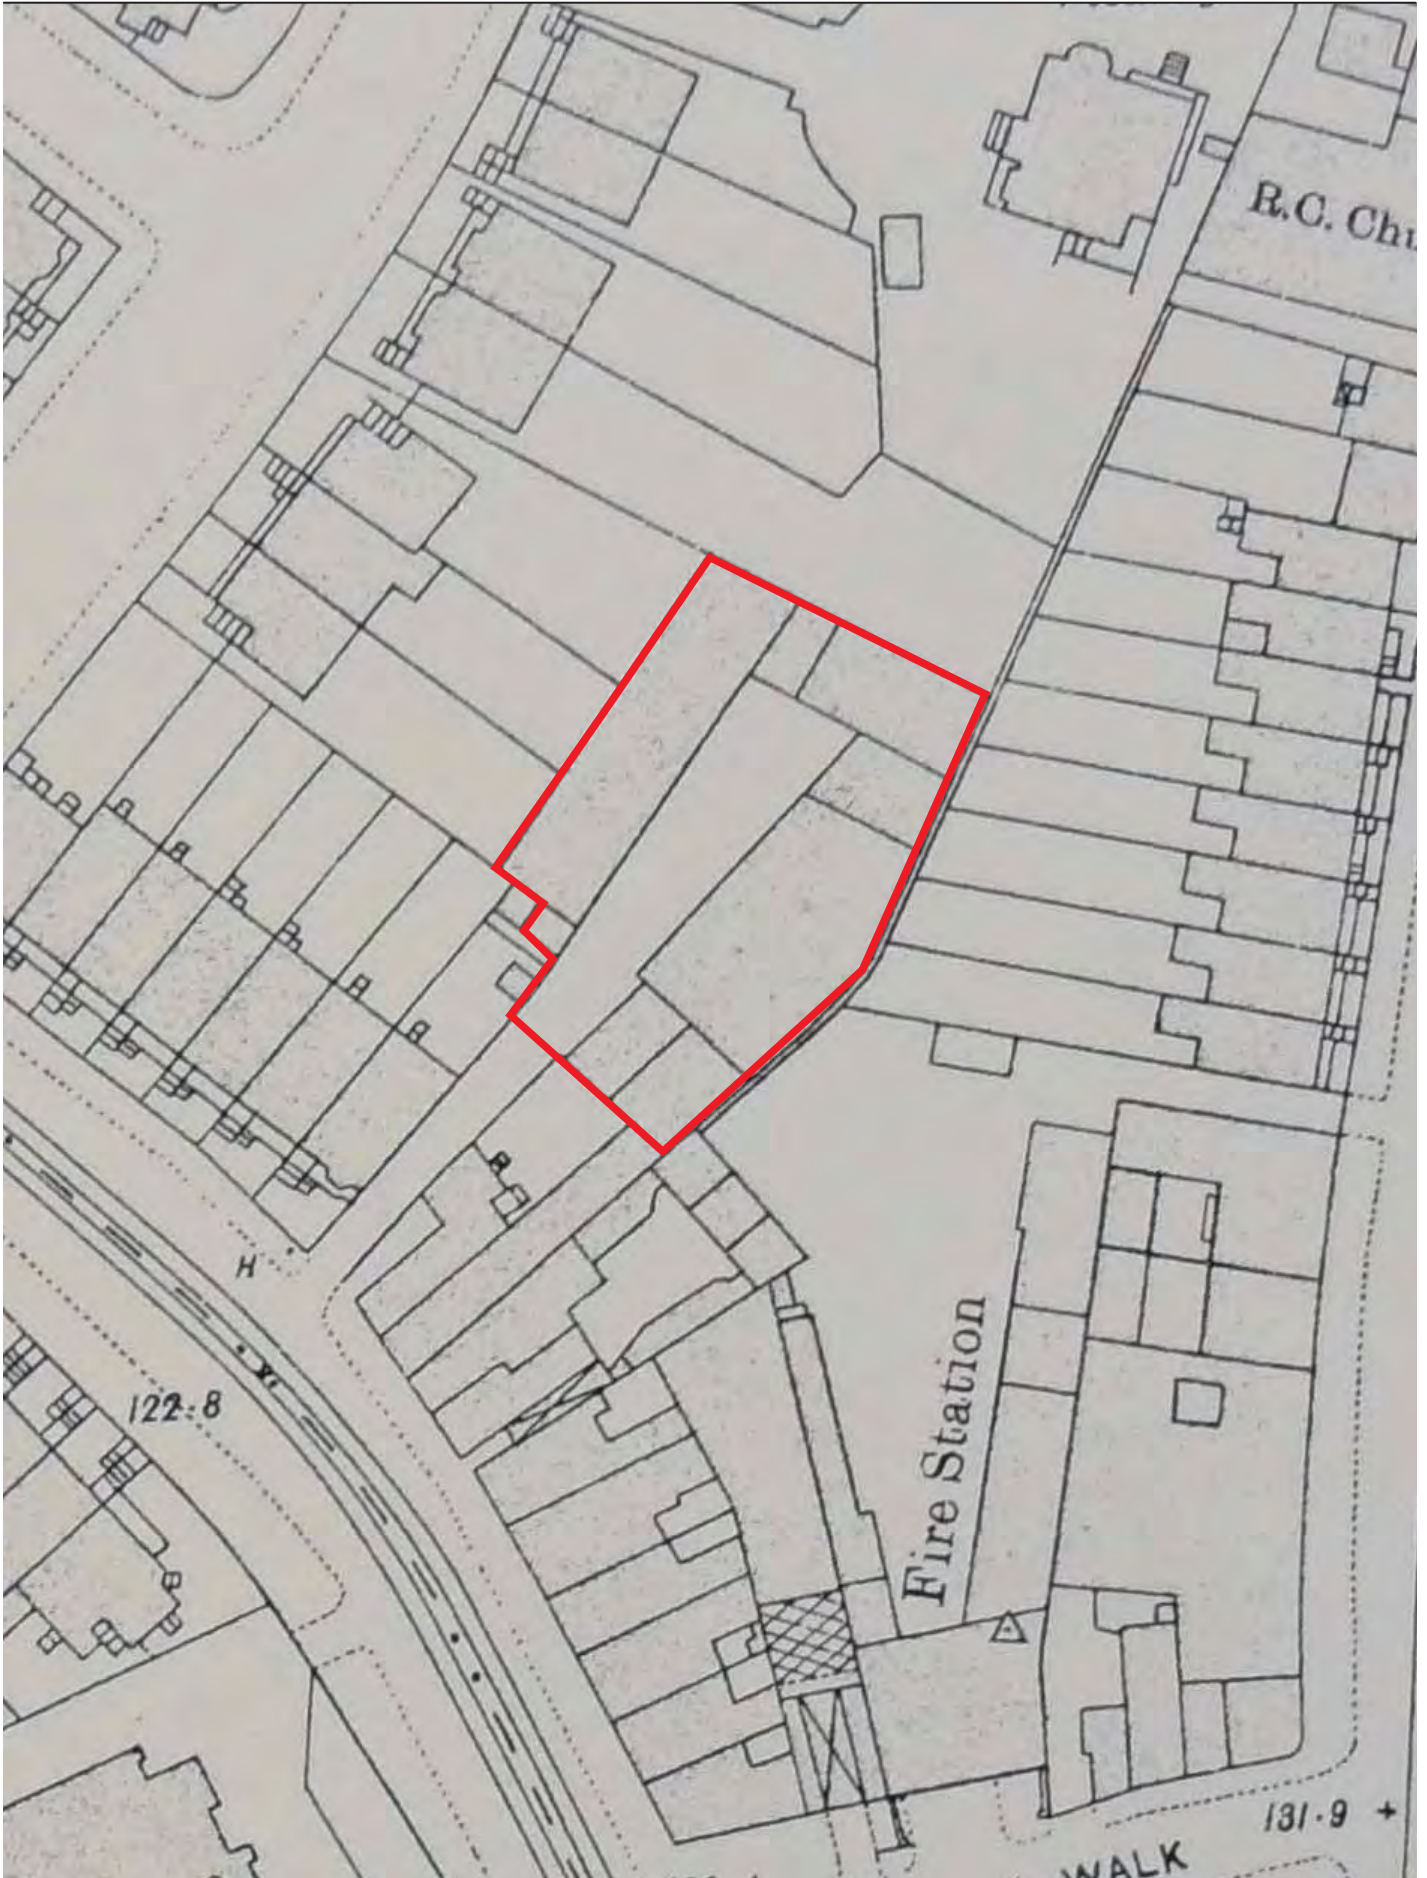 R.C. Chu
H
122·8
Fire Station
131·9 +
WALK